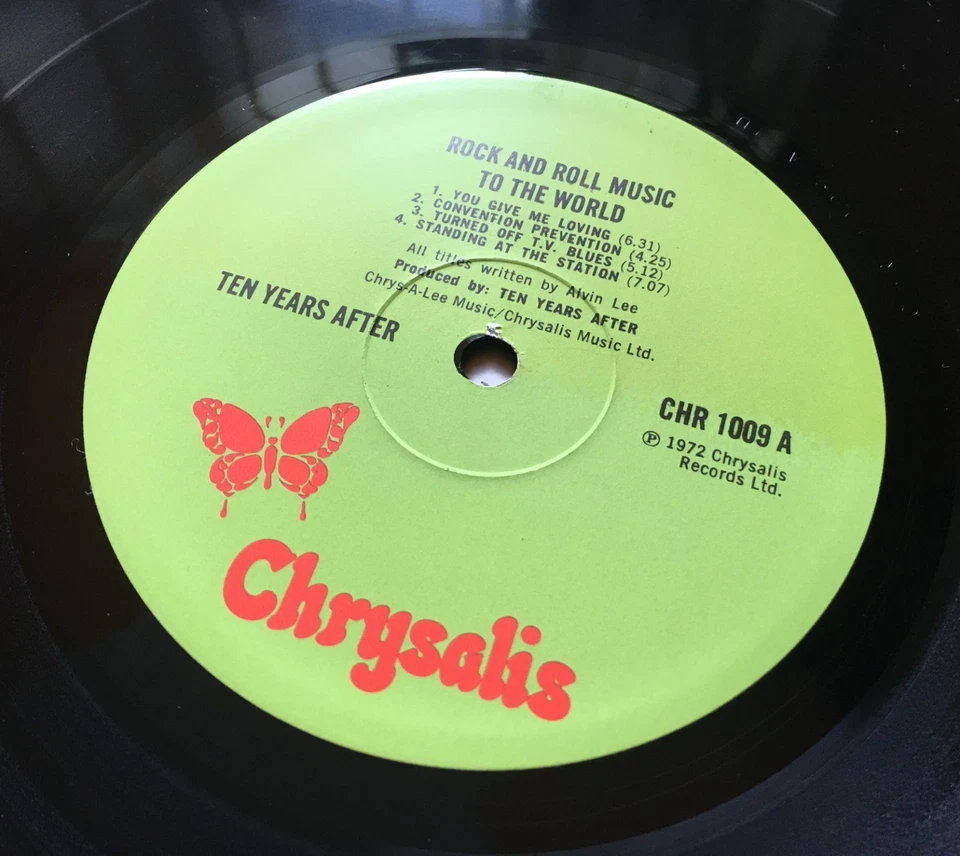 ROCK AND ROLL MUSIC
TO THE WORLD
1. YOU GIVE ME LOVING (6.31)
2. CONVENTION PREVENTION (4.25)
3. TURNED OFF T.V. BLUES (5.12)
4. STANDING AT THE STATION (7.07)
All titles written by Alvin Lee
Produced by: TEN YEARS AFTER
Chrys-A-Lee Music/Chrysalis Music Ltd.
TEN YEARS AFTER
CHR 1009 A
Ⓟ 1972 Chrysalis
Records Ltd.
Chrysalis